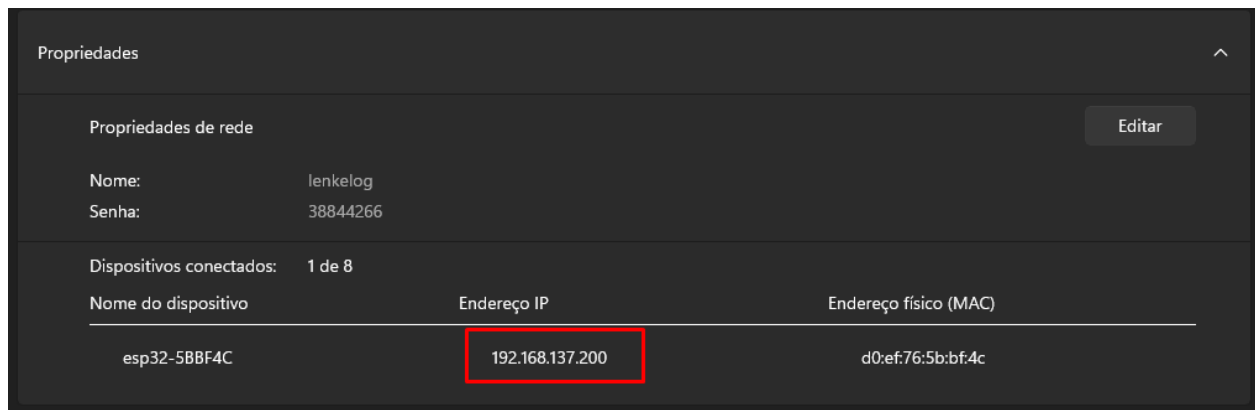 Propriedades
Propriedades de rede Editar
Nome: lenkelog
Senha: 38844266
Dispositivos conectados: 1 de 8
Nome do dispositivo Endereço IP Endereço físico (MAC)
esp32-5BBF4C 192.168.137.200 d0:ef:76:5b:bf:4c